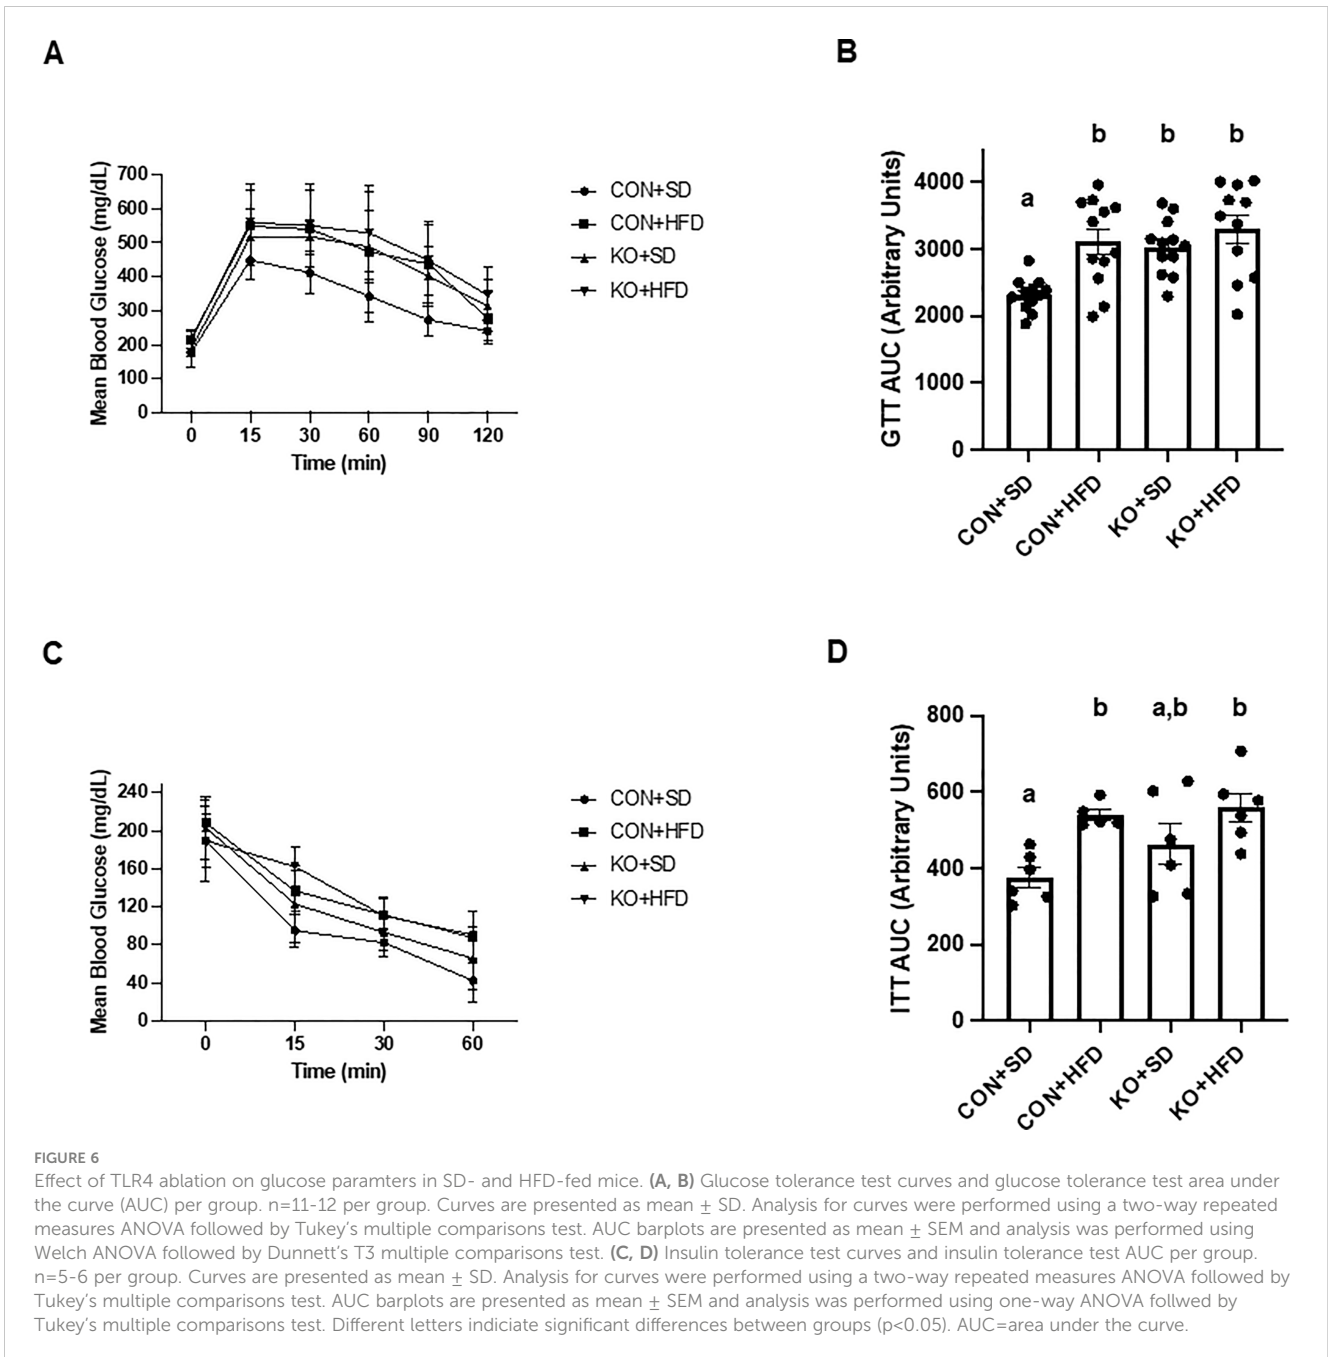 A
Mean Blood Glucose (mg/dL)
700
600
500
400
300
200
100
0
0 15 30 60 90 120
Time (min)
CON+SD
CON+HFD
KO+SD
KO+HFD
B
GTT AUC (Arbitrary Units)
4000
3000
2000
1000
0
a b b b
CON+SD
CON+HFD
KO+SD
KO+HFD
C
Mean Blood Glucose (mg/dL)
240
200
160
120
80
40
0
0 15 30 60
Time (min)
CON+SD
CON+HFD
KO+SD
KO+HFD
D
ITT AUC (Arbitrary Units)
800
600
400
200
0
a b a,b b
CON+SD
CON+HFD
KO+SD
KO+HFD
FIGURE 6
Effect of TLR4 ablation on glucose paramters in SD- and HFD-fed mice. (A, B) Glucose tolerance test curves and glucose tolerance test area under
the curve (AUC) per group. n=11-12 per group. Curves are presented as mean ± SD. Analysis for curves were performed using a two-way repeated
measures ANOVA followed by Tukey's multiple comparisons test. AUC barplots are presented as mean ± SEM and analysis was performed using
Welch ANOVA followed by Dunnett's T3 multiple comparisons test. (C, D) Insulin tolerance test curves and insulin tolerance test AUC per group.
n=5-6 per group. Curves are presented as mean ± SD. Analysis for curves were performed using a two-way repeated measures ANOVA followed by
Tukey's multiple comparisons test. AUC barplots are presented as mean ± SEM and analysis was performed using one-way ANOVA follwed by
Tukey's multiple comparisons test. Different letters indiciate significant differences between groups (p<0.05). AUC=area under the curve.